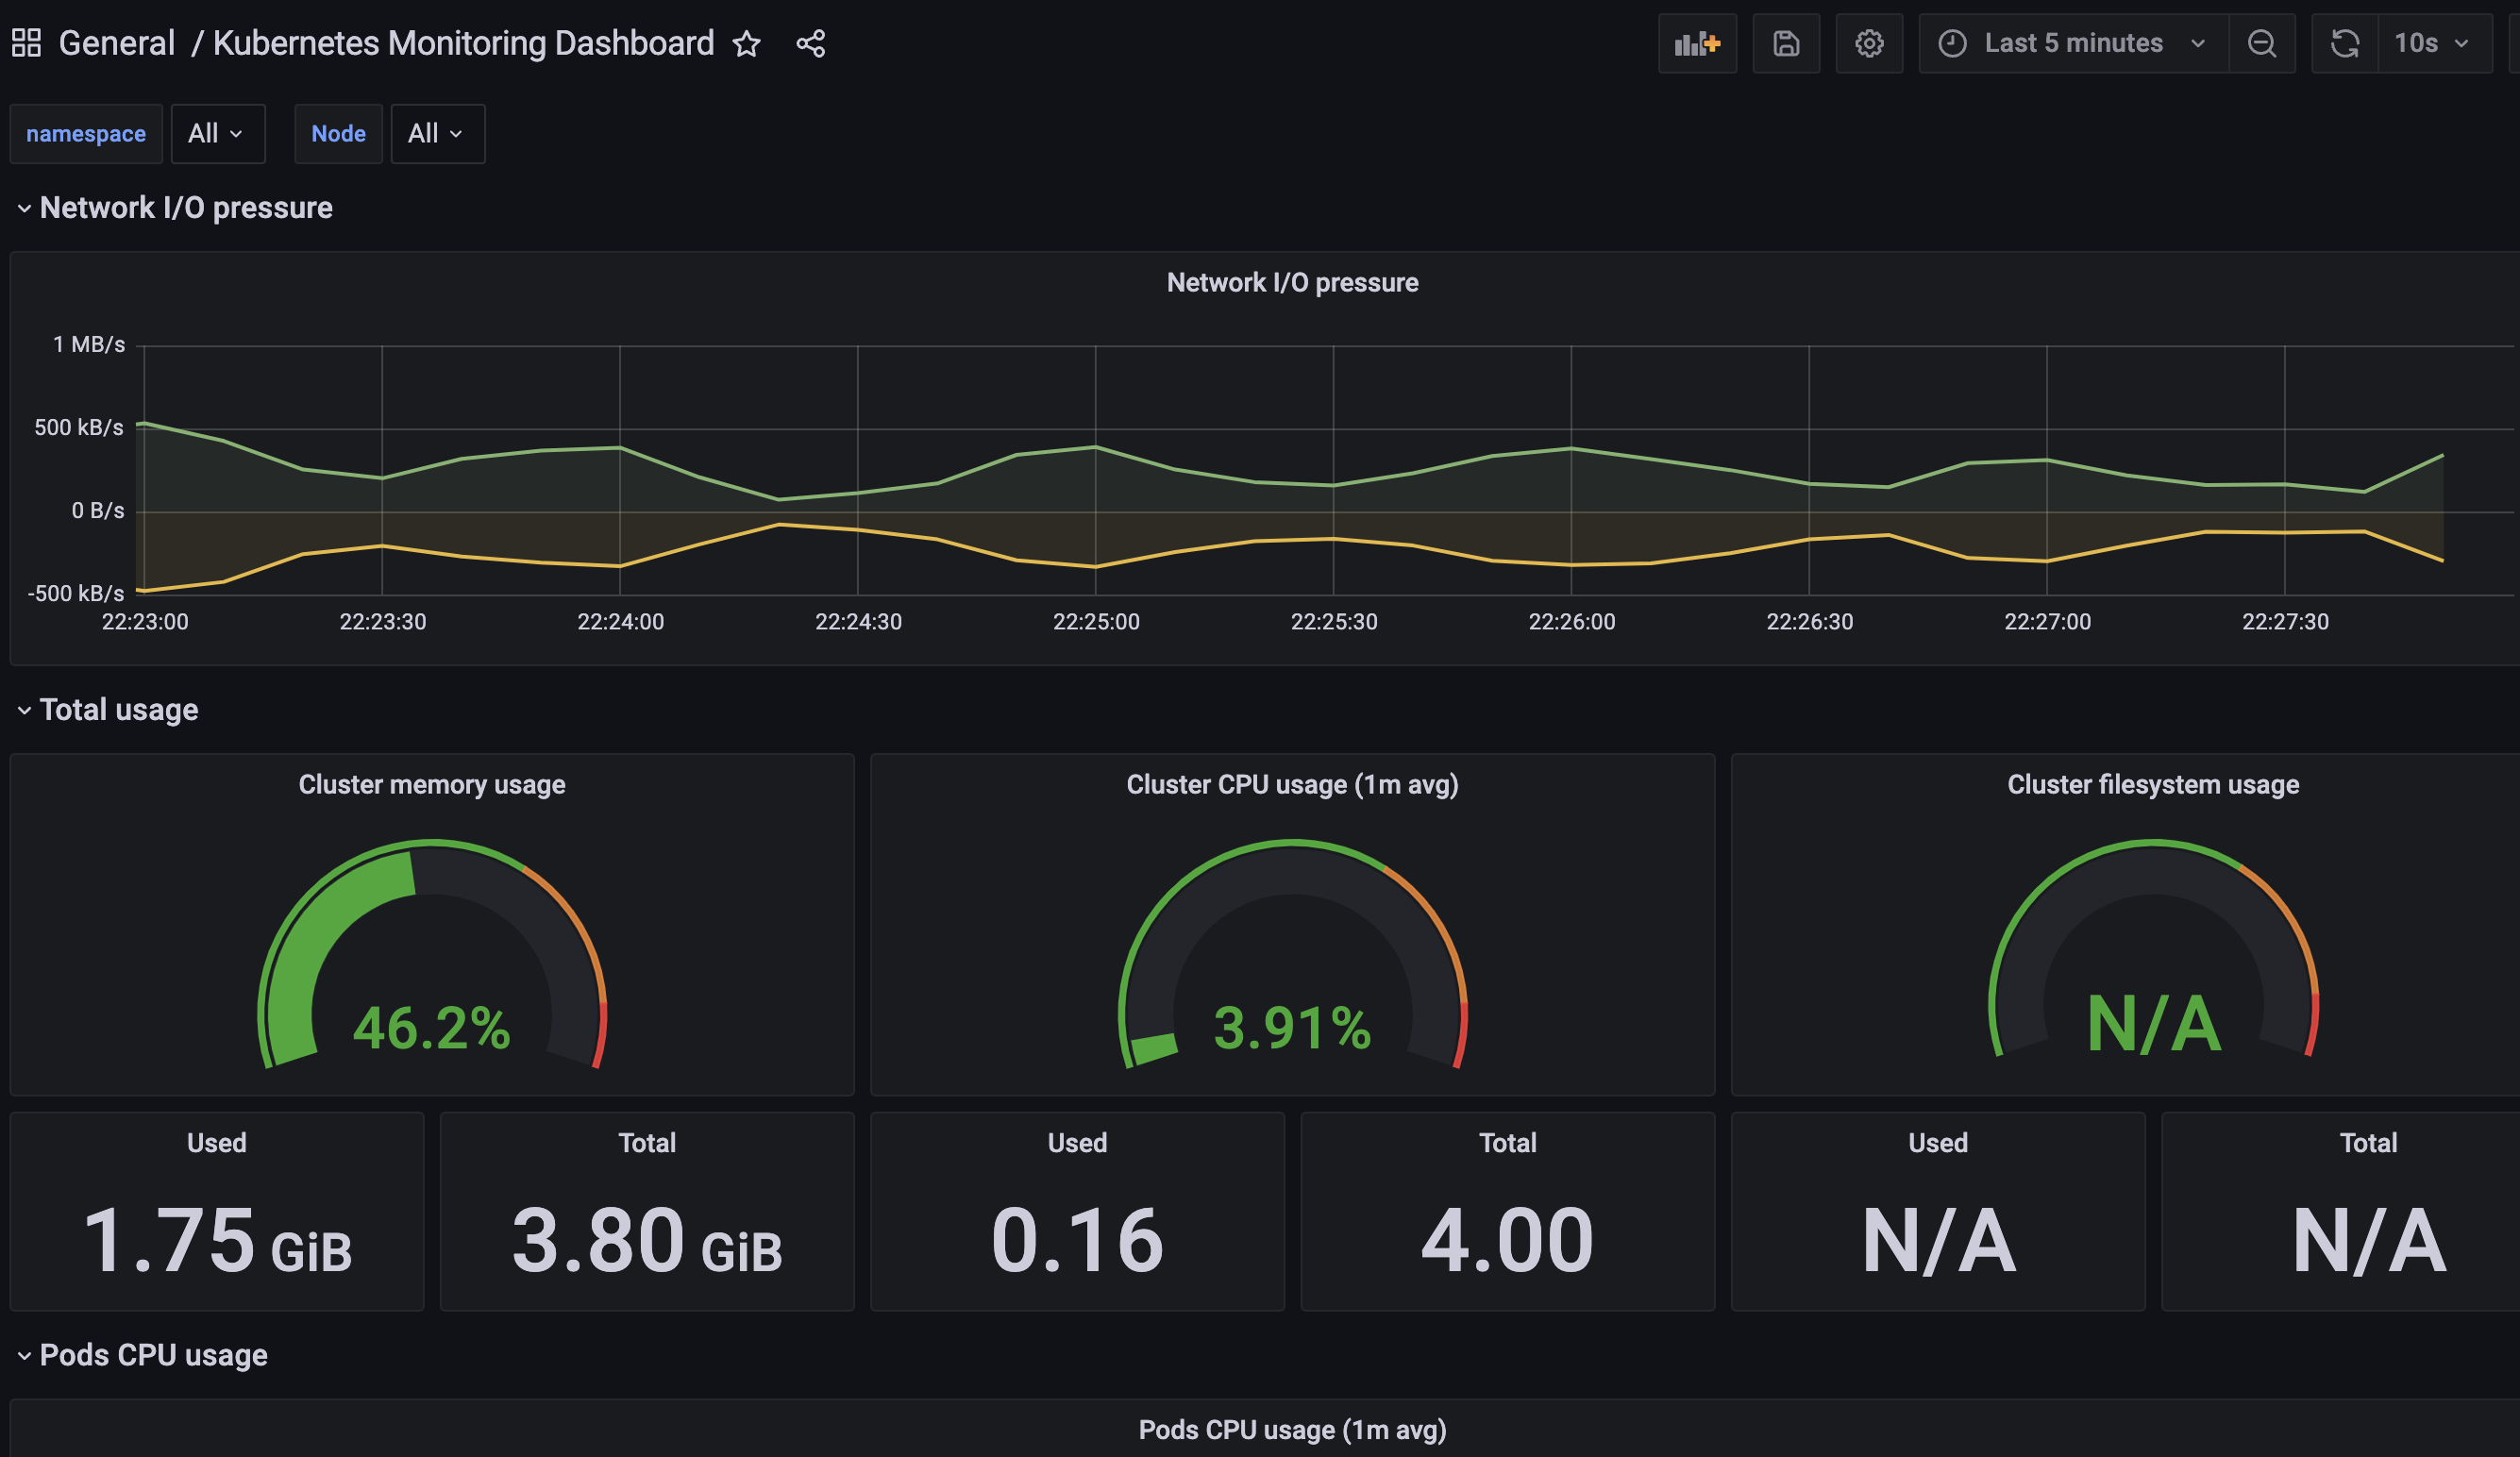 General / Kubernetes Monitoring Dashboard
Last 5 minutes
10s
namespace All Node All
Network I/O pressure
Network I/O pressure
1 MB/s
500 kB/s
0 B/s
-500 kB/s
22:23:00 22:23:30 22:24:00 22:24:30 22:25:00 22:25:30 22:26:00 22:26:30 22:27:00 22:27:30
Total usage
Cluster memory usage
46.2%
Cluster CPU usage (1m avg)
3.91%
Cluster filesystem usage
N/A
Used
1.75 GiB
Total
3.80 GiB
Used
0.16
Total
4.00
Used
N/A
Total
N/A
Pods CPU usage
Pods CPU usage (1m avg)